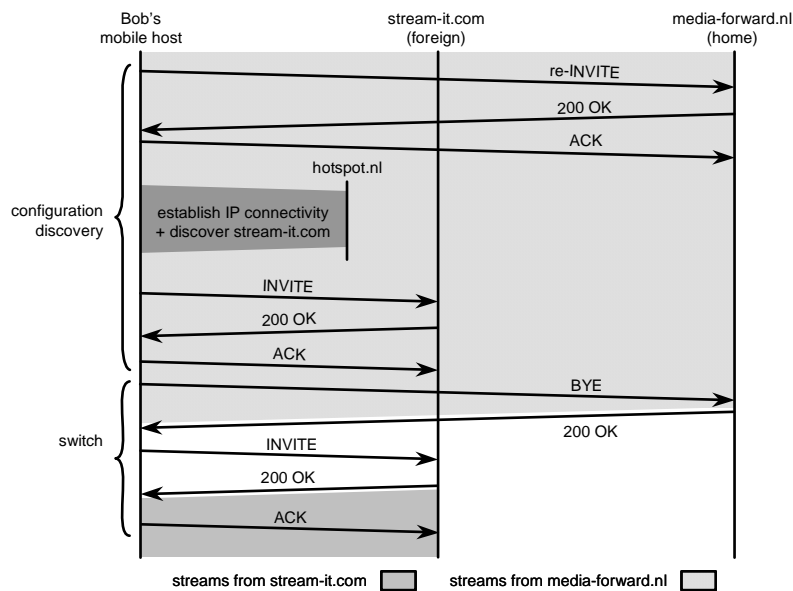 Bob's
mobile host
stream-it.com
(foreign)
media-forward.nl
(home)
re-INVITE
200 OK
ACK
hotspot.nl
configuration
discovery
establish IP connectivity
+ discover stream-it.com
INVITE
200 OK
ACK
BYE
200 OK
switch
INVITE
200 OK
ACK
streams from stream-it.com
streams from media-forward.nl